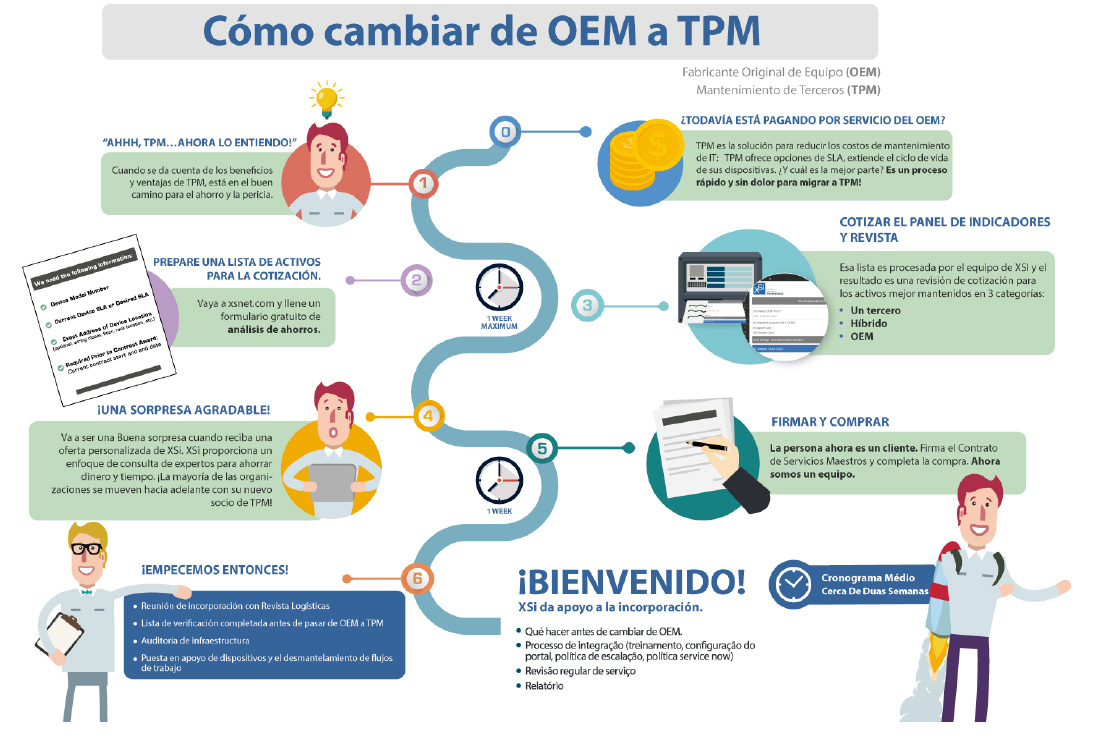 Cómo cambiar de OEM a TPM
Fabricante Original de Equipo (OEM)
Mantenimiento de Terceros (TPM)
0
¿TODAVÍA ESTÁ PAGANDO POR SERVICIO DEL OEM?
TPM es la solución para reducir los costos de mantenimiento
de IT: TPM ofrece opciones de SLA, extiende el ciclo de vida
de sus dispositivas. ¿Y cuál es la mejor parte? Es un proceso
rápido y sin dolor para migrar a TPM!
$
"AHHH, TPM...AHORA LO ENTIENDO!"
Cuando se da cuenta de los beneficios
y ventajas de TPM, está en el buen
camino para el ahorro y la pericia.
1
We need the following information:
Device Model Number
Current Device SLA or Desired SLA
Exact Address of Device Location
Required Prior to Contract Award:
Current contract start and end date
PREPARE UNA LISTA DE ACTIVOS
PARA LA COTIZACIÓN.
Vaya a xsnet.com y llene un
formulario gratuito de
análisis de ahorros.
2
1 WEEK
MAXIMUM
3
COTIZAR EL PANEL DE INDICADORES
Y REVISTA
Esa lista es procesada por el equipo de XSI y el
resultado es una revisión de cotización para
los activos mejor mantenidos en 3 categorías:
• Un tercero
• Híbrido
• OEM
XSi
¡UNA SORPRESA AGRADABLE!
Va a ser una Buena sorpresa cuando reciba una
oferta personalizada de XSi. XSi proporciona un
enfoque de consulta de expertos para ahorrar
dinero y tiempo. ¡La mayoría de las organi-
zaciones se mueven hacia adelante con su nuevo
socio de TPM!
4
5
1 WEEK
FIRMAR Y COMPRAR
La persona ahora es un cliente. Firma el Contrato
de Servicios Maestros y completa la compra. Ahora
somos un equipo.
¡EMPECEMOS ENTONCES!
• Reunión de incorporación con Revista Logísticas
• Lista de verificación completada antes de pasar de OEM a TPM
• Auditoría de infraestructura
• Puesta en apoyo de dispositivos y el desmantelamiento de flujos
de trabajo
6
¡BIENVENIDO!
XSi da apoyo a la incorporación.
• Qué hacer antes de cambiar de OEM.
• Processo de integração (treinamento, configuração do
portal, política de escalação, política service now)
• Revisão regular de serviço
• Relatório
Cronograma Médio
Cerca De Duas Semanas